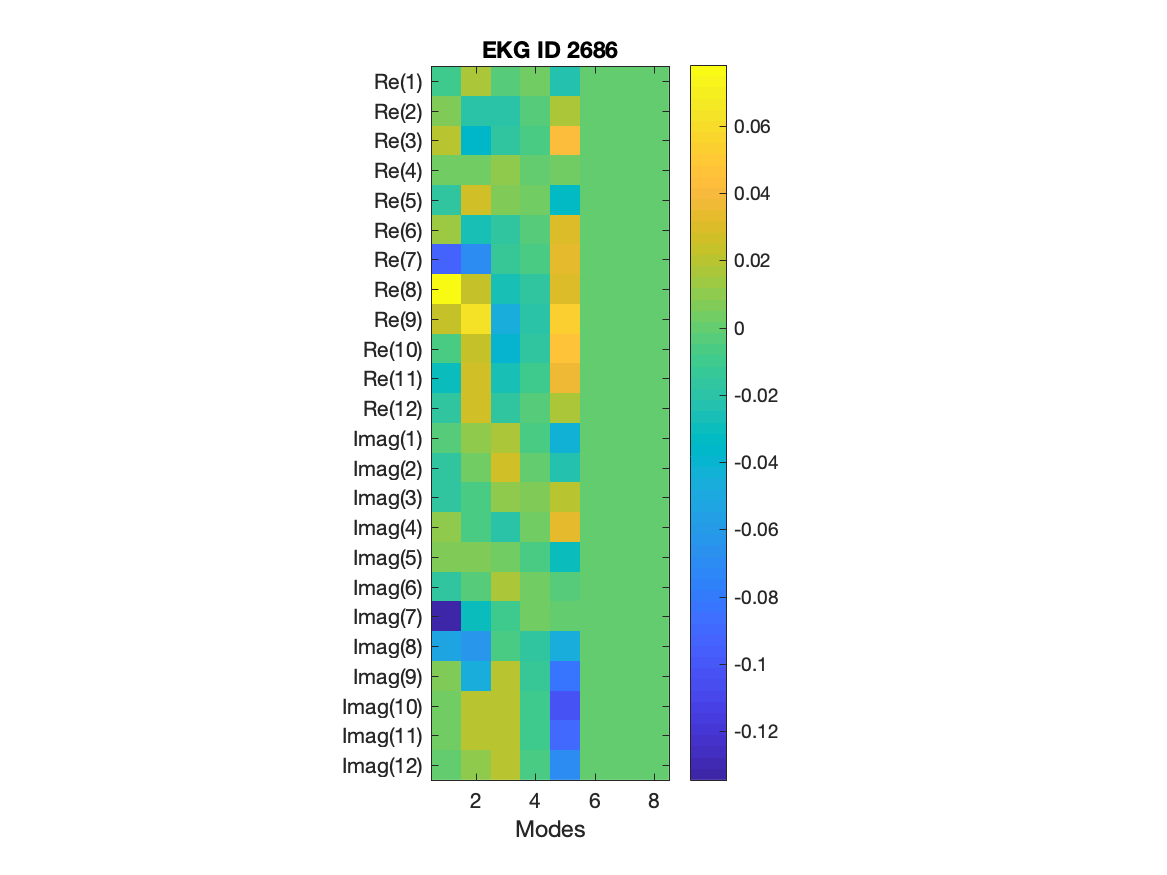 EKG ID 2686
Re(1)
Re(2)
Re(3)
Re(4)
Re(5)
Re(6)
Re(7)
Re(8)
Re(9)
Re(10)
Re(11)
Re(12)
Imag(1)
Imag(2)
Imag(3)
Imag(4)
Imag(5)
Imag(6)
Imag(7)
Imag(8)
Imag(9)
Imag(10)
Imag(11)
Imag(12)
2 4 6 8
Modes
0.06
0.04
0.02
0
-0.02
-0.04
-0.06
-0.08
-0.1
-0.12